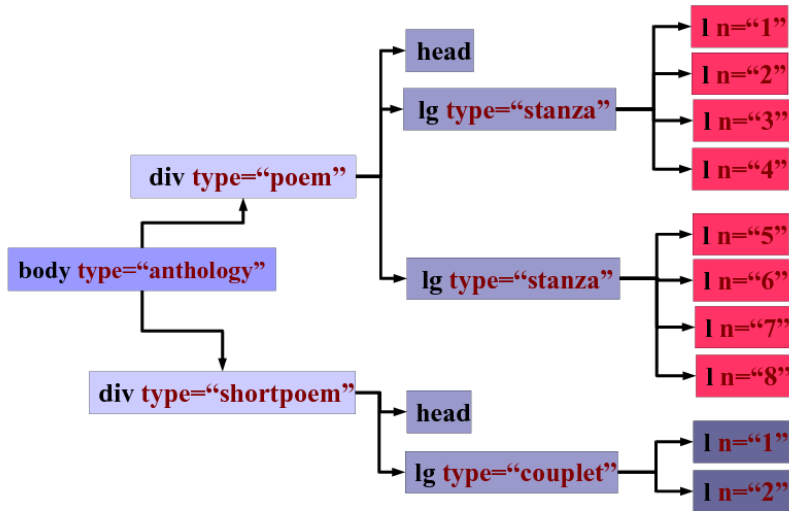 l n=“1”
head
l n=“2”
lg type=“stanza”
l n=“3”
l n=“4”
div type=“poem”
l n=“5”
body type=“anthology”
lg type=“stanza”
l n=“6”
l n=“7”
l n=“8”
div type=“shortpoem”
head
l n=“1”
lg type=“couplet”
l n=“2”